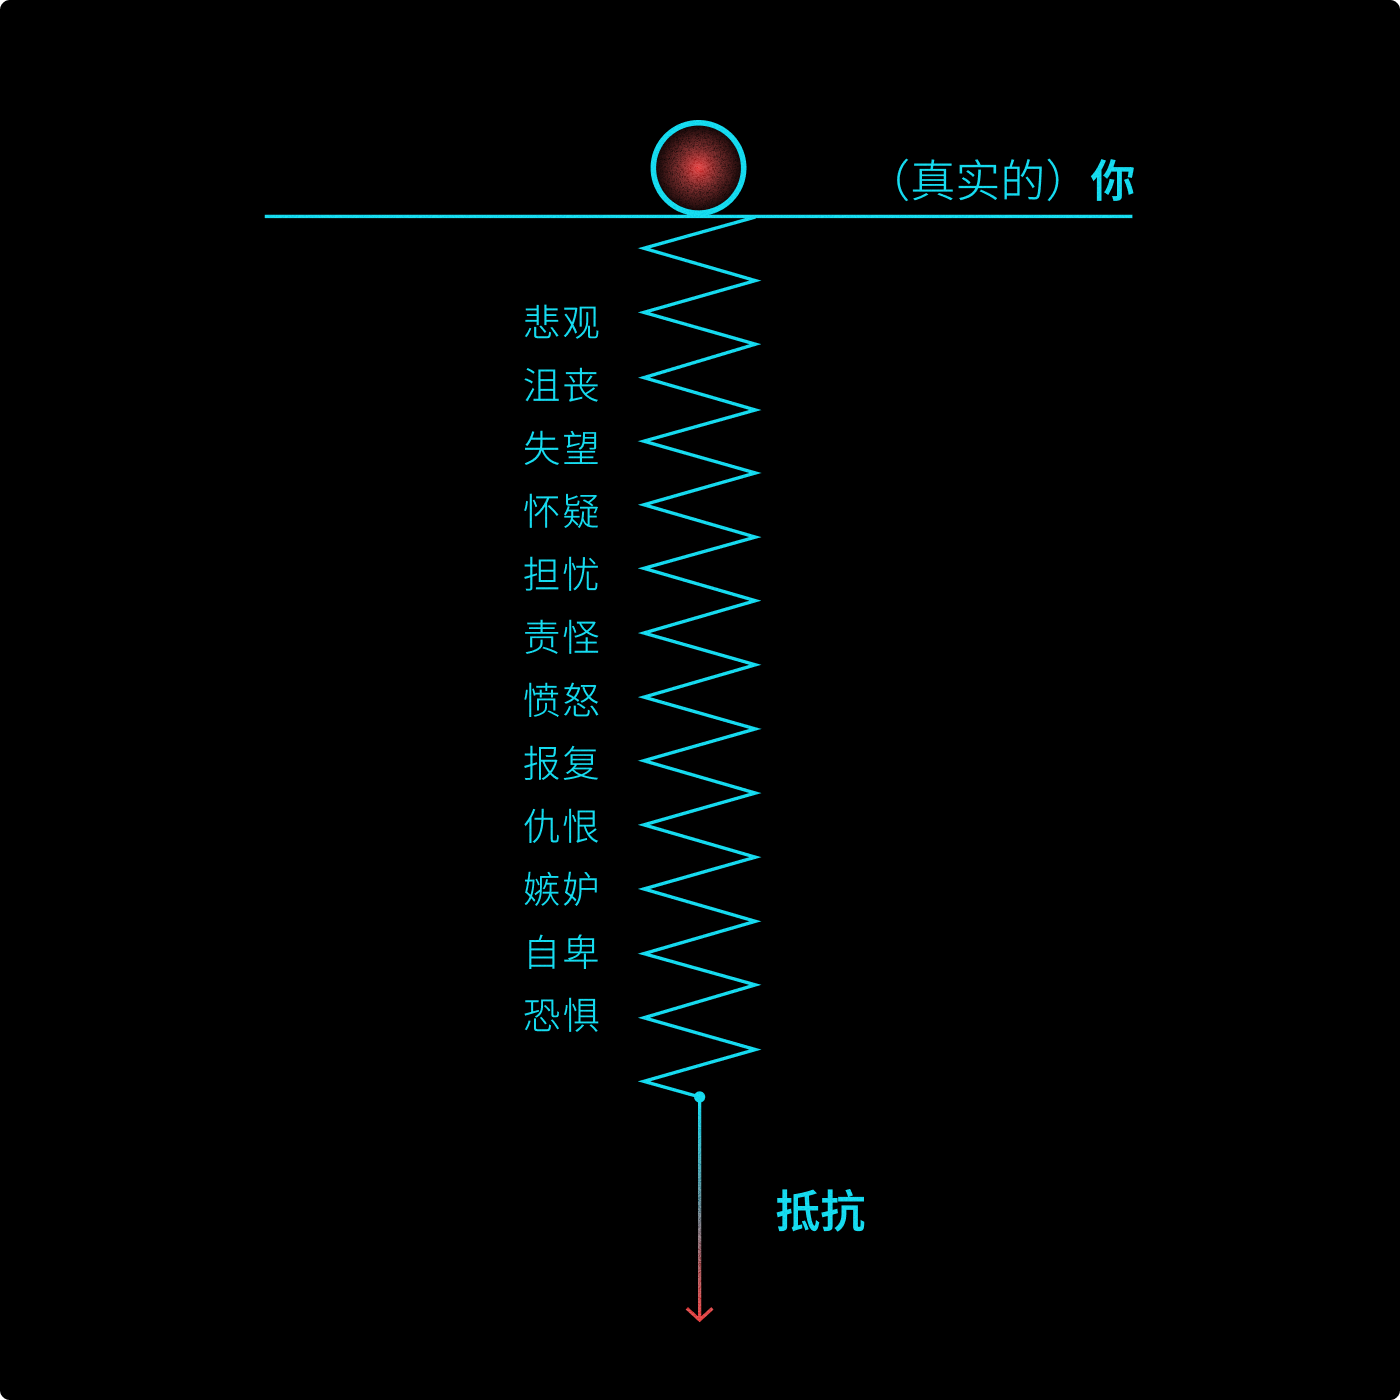 （真实的）你
悲观
沮丧
失望
怀疑
担忧
责怪
愤怒
报复
仇恨
嫉妒
自卑
恐惧
抵抗